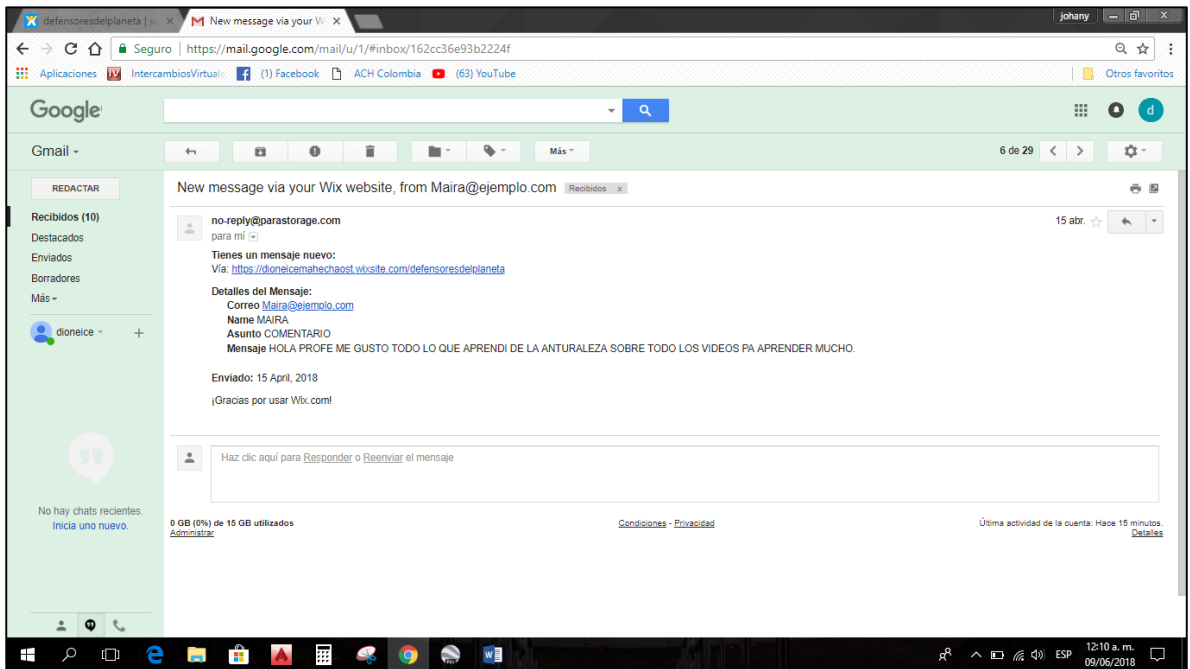 defensoresdelplaneta | se
New message via your W
johany
Seguro | https://mail.google.com/mail/u/1/#inbox/162cc36e93b2224f
Aplicaciones IntercambiosVirtuale (1) Facebook ACH Colombia (63) YouTube Otros favoritos
Google
d
Gmail
Más
6 de 29
REDACTAR
New message via your Wix website, from Maira@ejemplo.com Recibidos x
Recibidos (10)
Destacados
Enviados
Borradores
Más
dioneice
no-reply@parastorage.com 15 abr.
para mí
Tienes un mensaje nuevo:
Vía: https://dioneicemahechaost.wixsite.com/defensoresdelplaneta
Detalles del Mensaje:
Correo Maira@ejemplo.com
Name MAIRA
Asunto COMENTARIO
Mensaje HOLA PROFE ME GUSTO TODO LO QUE APRENDI DE LA ANTURALEZA SOBRE TODO LOS VIDEOS PA APRENDER MUCHO.
Enviado: 15 April, 2018
¡Gracias por usar Wix.com!
Haz clic aquí para Responder o Reenviar el mensaje
No hay chats recientes.
Inicia uno nuevo.
0 GB (0%) de 15 GB utilizados
Administrar
Condiciones - Privacidad
Última actividad de la cuenta: Hace 15 minutos.
Detalles
ESP
12:10 a. m.
09/06/2018